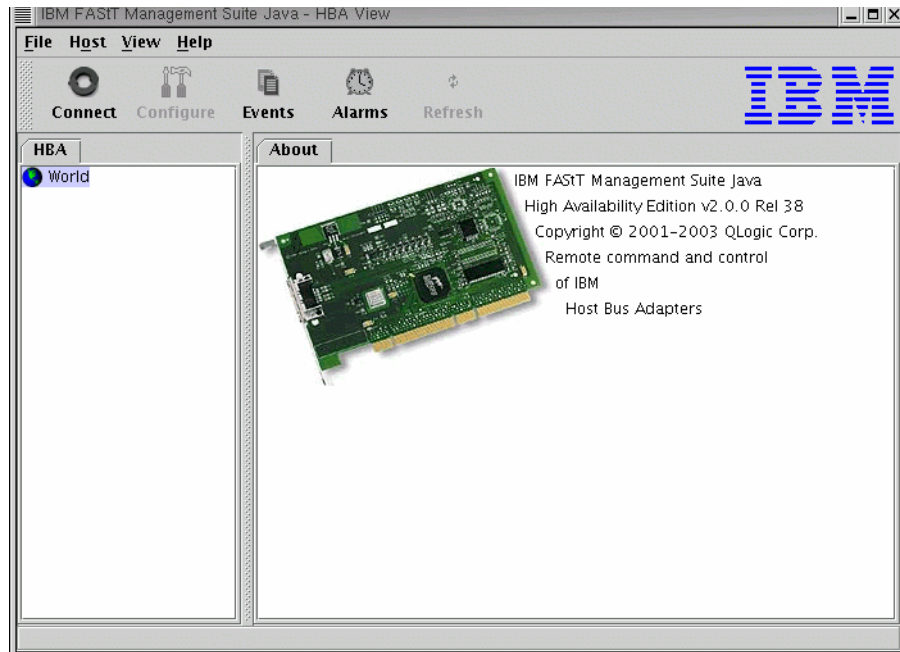 IBM FAStT Management Suite Java - HBA View
File Host View Help
Connect Configure Events Alarms Refresh
IBM
HBA
About
World
IBM FAStT Management Suite Java
High Availability Edition v2.0.0 Rel 38
Copyright © 2001-2003 QLogic Corp.
Remote command and control
of IBM
Host Bus Adapters